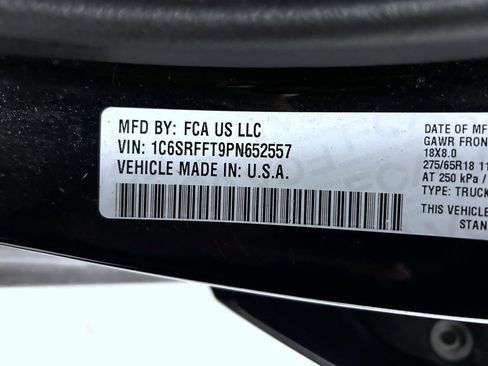 MFD BY: FCA US LLC
VIN: 1C6SRFFT9PN652557
VEHICLE MADE IN: U.S.A.
DATE OF MF
GAWR FRON
18X8.0
275/65R18 11
AT 250 kPa /
TYPE: TRUCK
THIS VEHICLE
STAN